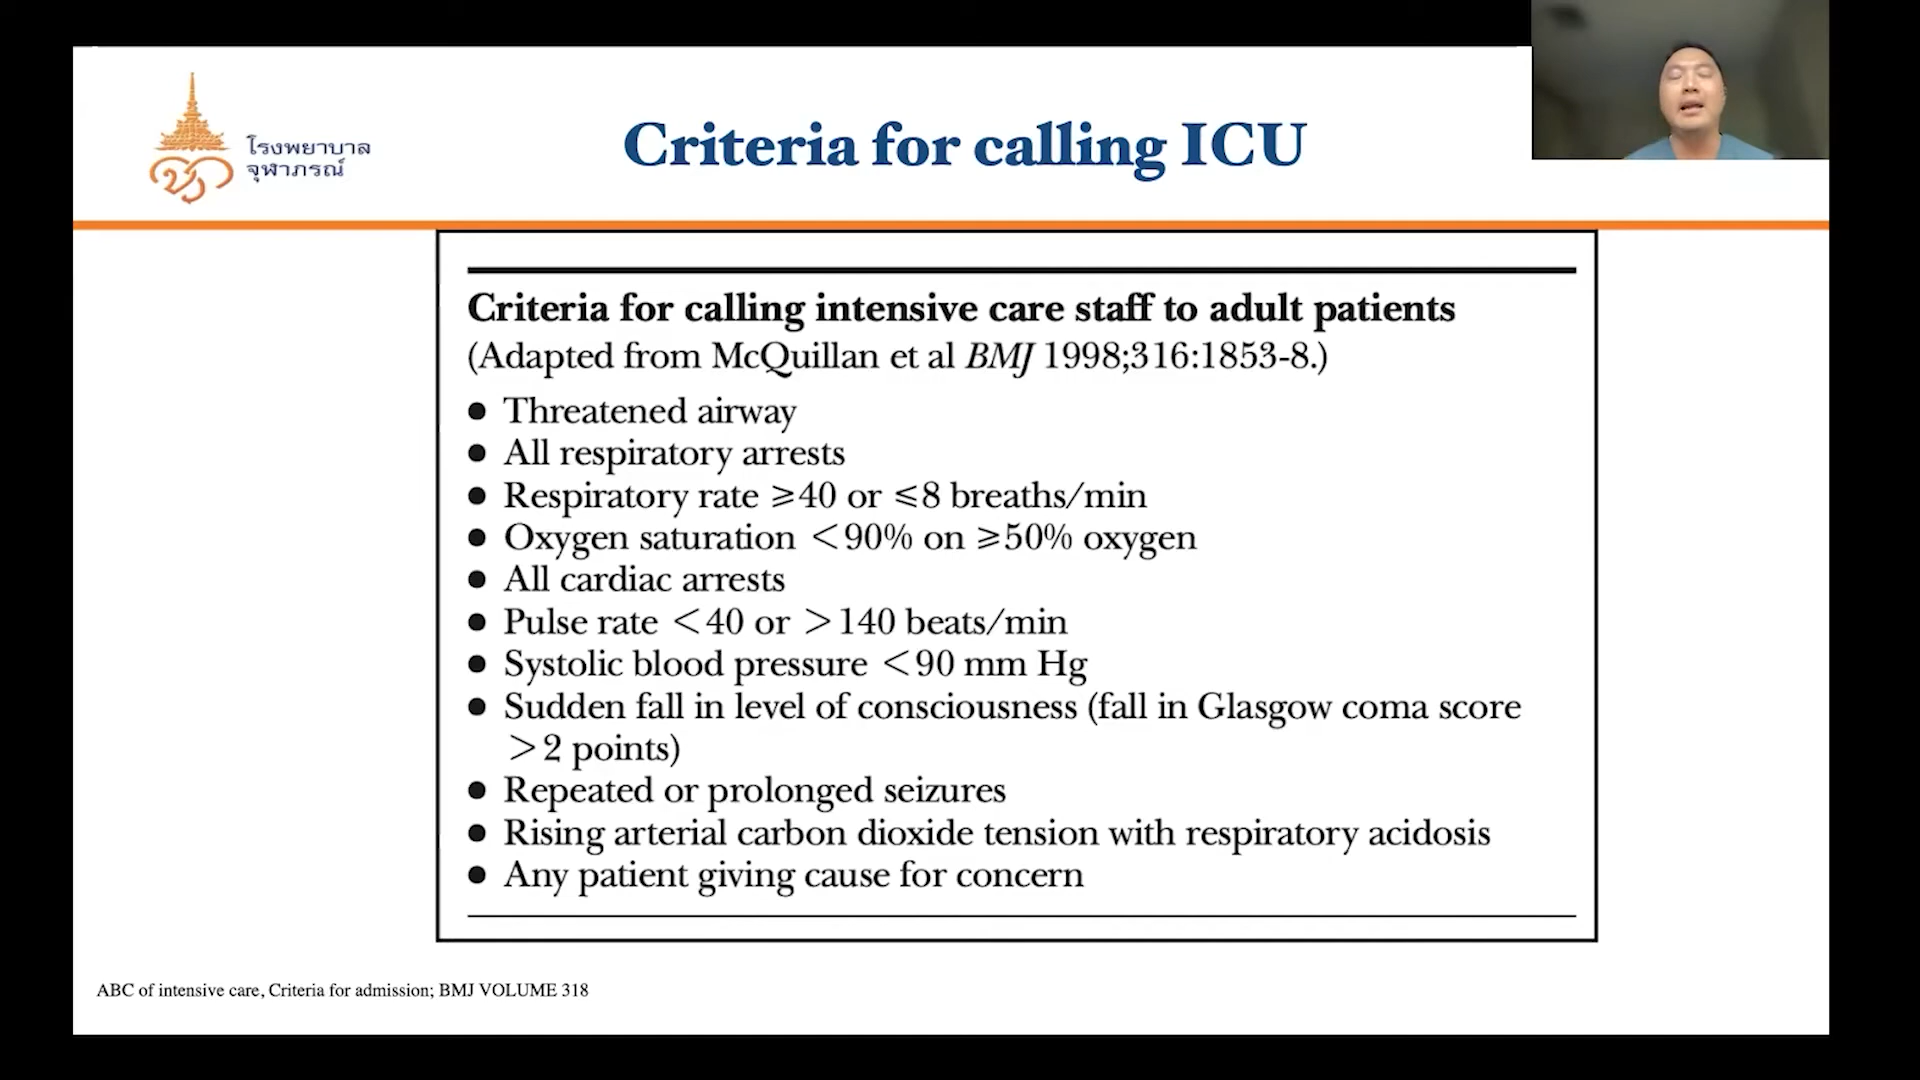 โรงพยาบาล
จุฬาภรณ์
Criteria for calling ICU
Criteria for calling intensive care staff to adult patients
(Adapted from McQuillan et al BMJ 1998;316:1853-8.)
● Threatened airway
● All respiratory arrests
● Respiratory rate ⩾40 or ⩽8 breaths/min
● Oxygen saturation <90% on ⩾50% oxygen
● All cardiac arrests
● Pulse rate <40 or >140 beats/min
● Systolic blood pressure <90 mm Hg
● Sudden fall in level of consciousness (fall in Glasgow coma score
>2 points)
● Repeated or prolonged seizures
● Rising arterial carbon dioxide tension with respiratory acidosis
● Any patient giving cause for concern
ABC of intensive care, Criteria for admission; BMJ VOLUME 318